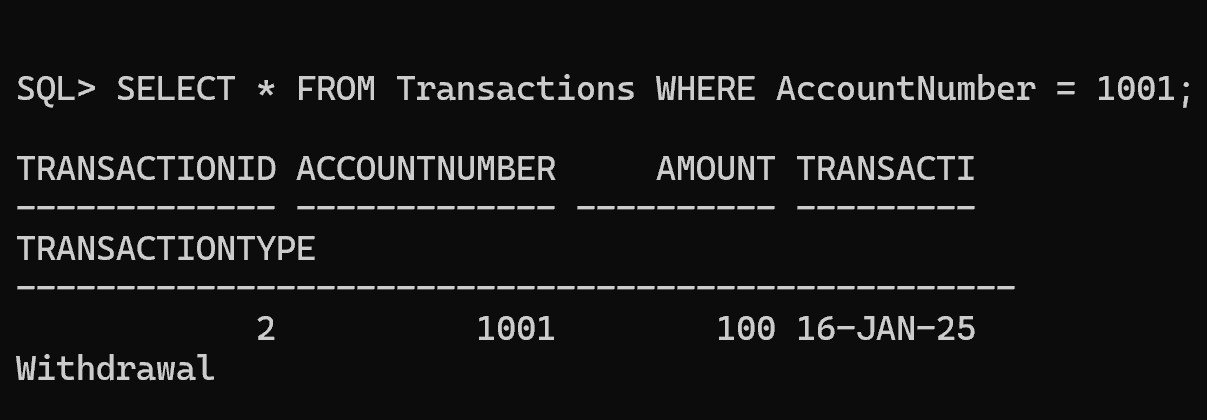 SQL> SELECT * FROM Transactions WHERE AccountNumber = 1001;
TRANSACTIONID ACCOUNTNUMBER     AMOUNT TRANSACTI
------------- ------------- ---------- ---------
TRANSACTIONTYPE
--------------------------------------------------
            2          1001        100 16-JAN-25
Withdrawal